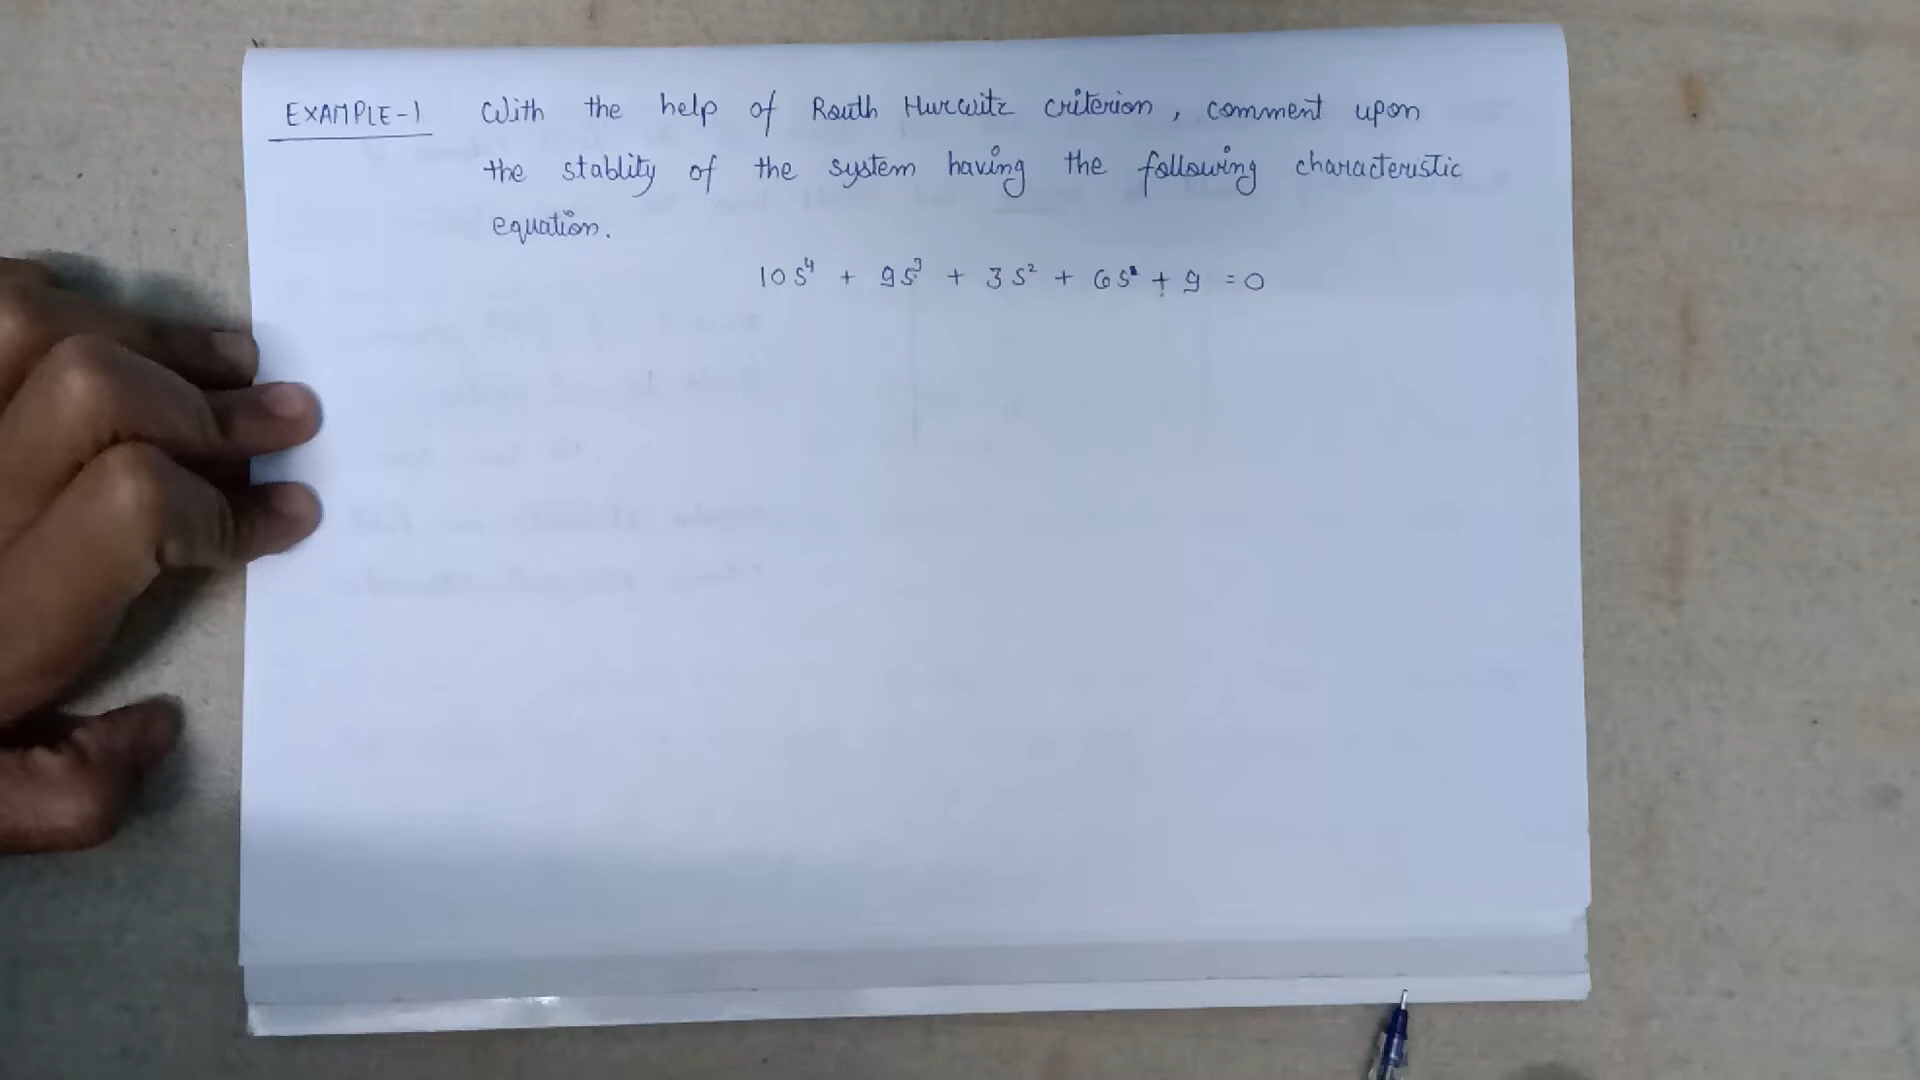 EXAMPLE-1 With the help of Routh Hurwitz criterion, comment upon
the stablity of the system having the following characteristic
equation.
10s⁴ + 9s³ + 3s² + 6s + 9 = 0